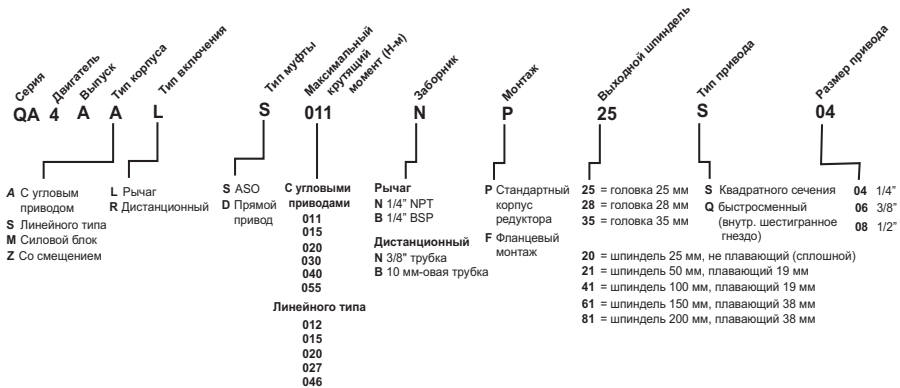 Серия
Двигатель
Выпуск
Тип корпуса
Тип включения
Тип муфты
Максимальный
крутящий
момент (Н-м)
Заборник
Монтаж
Выходной шпиндель
Тип привода
Размер привода
QA 4 A A L S 011 N P 25 S 04
A С угловым
приводом
S Линейного типа
M Силовой блок
Z Со смещением
L Рычаг
R Дистанционный
S ASO
D Прямой
привод
С угловыми
приводами
011
015
020
030
040
055
Линейного типа
012
015
020
027
046
Рычаг
N 1/4” NPT
B 1/4” BSP
Дистанционный
N 3/8" трубка
B 10 мм-овая трубка
P Стандартный
корпус
редуктора
F Фланцевый
монтаж
25 = головка 25 мм
28 = головка 28 мм
35 = головка 35 мм
20 = шпиндель 25 мм, не плавающий (сплошной)
21 = шпиндель 50 мм, плавающий 19 мм
41 = шпиндель 100 мм, плавающий 19 мм
61 = шпиндель 150 мм, плавающий 38 мм
81 = шпиндель 200 мм, плавающий 38 мм
S Квадратного сечения
Q быстросменный
(внутр. шестигранное
гнездо)
04 1/4”
06 3/8”
08 1/2”